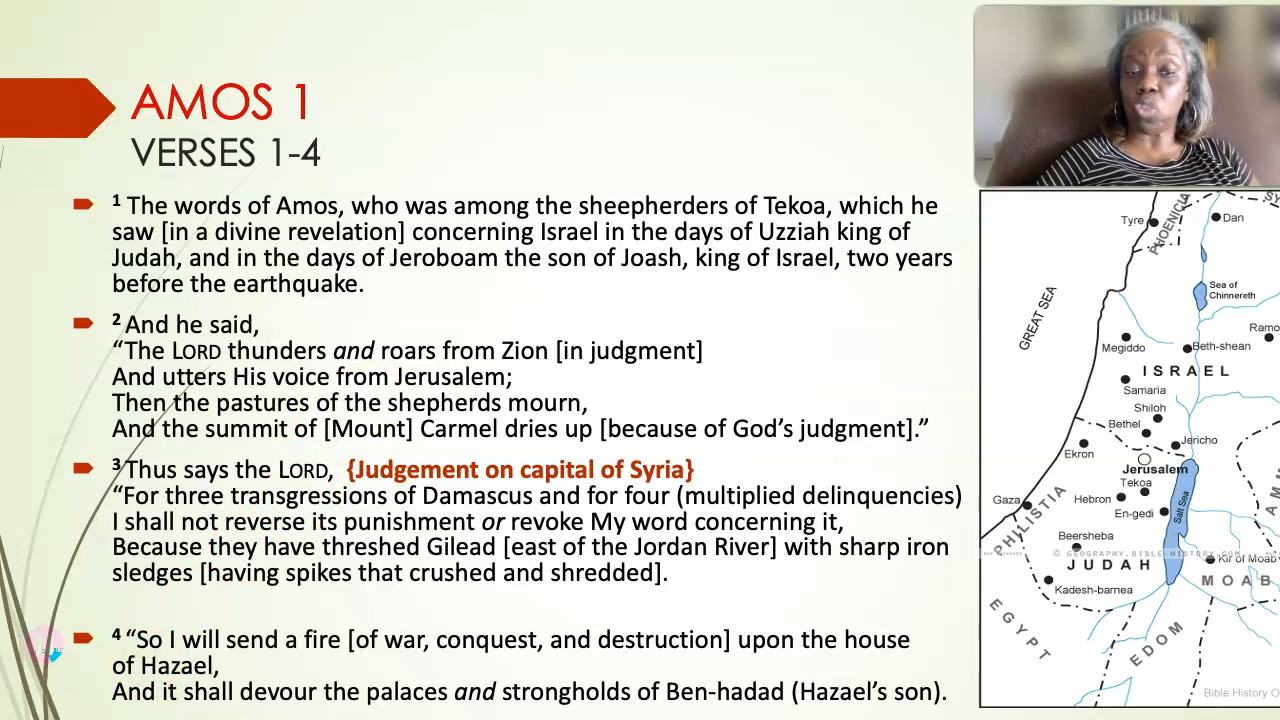 AMOS 1
VERSES 1-4
1 The words of Amos, who was among the sheepherders of Tekoa, which he
saw [in a divine revelation] concerning Israel in the days of Uzziah king of
Judah, and in the days of Jeroboam the son of Joash, king of Israel, two years
before the earthquake.
2 And he said,
“The LORD thunders and roars from Zion [in judgment]
And utters His voice from Jerusalem;
Then the pastures of the shepherds mourn,
And the summit of [Mount] Carmel dries up [because of God’s judgment].”
3 Thus says the LORD, {Judgement on capital of Syria}
“For three transgressions of Damascus and for four (multiplied delinquencies)
I shall not reverse its punishment or revoke My word concerning it,
Because they have threshed Gilead [east of the Jordan River] with sharp iron
sledges [having spikes that crushed and shredded].
4 “So I will send a fire [of war, conquest, and destruction] upon the house
of Hazael,
And it shall devour the palaces and strongholds of Ben-hadad (Hazael’s son).
Tyre
PHOENICIA
Dan
SY
Sea of
Chinnereth
GREAT SEA
Ramo
Megiddo
Beth-shean
ISRAEL
Samaria
Shiloh
Bethel
Jericho
Ekron
Jerusalem
Tekoa
Gaza
Hebron
En-gedi
Salt Sea
AM
PHILISTIA
Beersheba
© GEOGRAPHY.BIBLE-HISTORY.COM
Kir of Moab
JUDAH
MOAB
Kadesh-barnea
EGYPT
EDOM
Bible History O